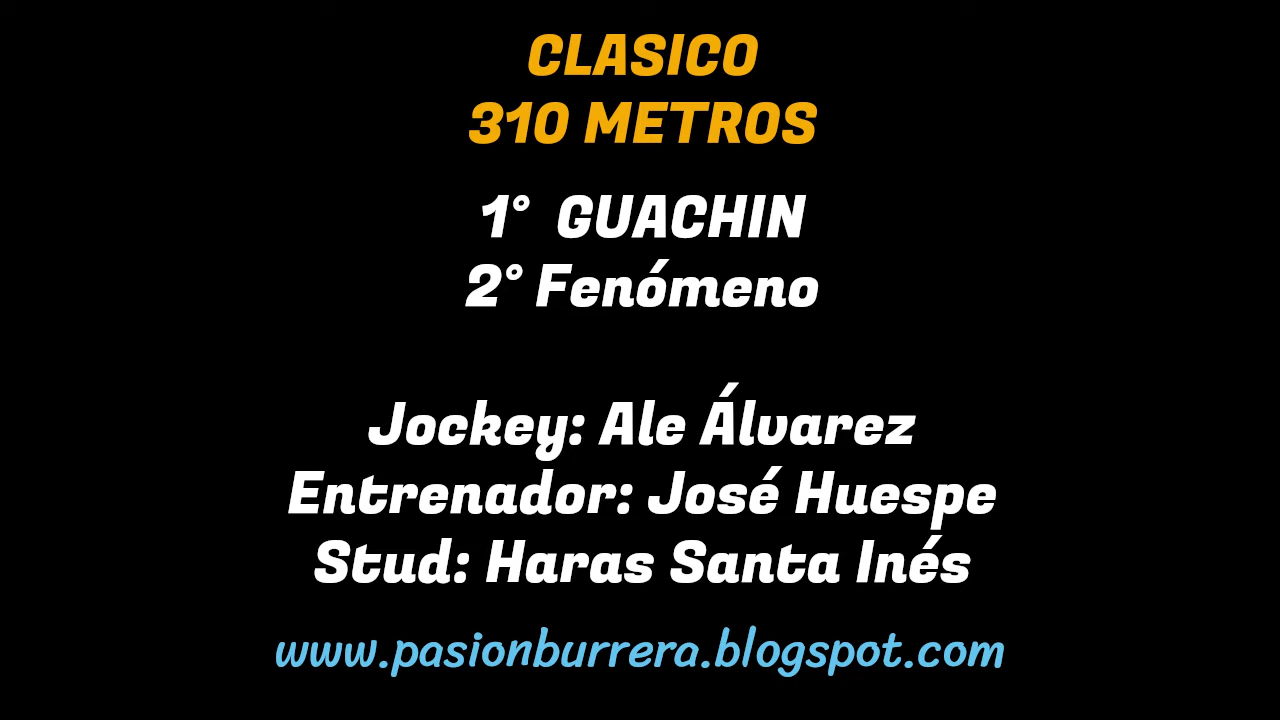 CLASICO
310 METROS
1° GUACHIN
2° Fenómeno
Jockey: Ale Álvarez
Entrenador: José Huespe
Stud: Haras Santa Inés
www.pasionburrera.blogspot.com